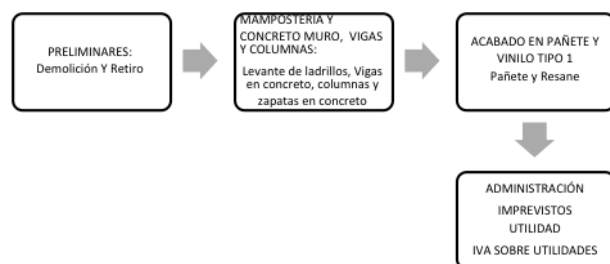 PRELIMINARES:
Demolición Y Retiro
MAMPOSTERIA Y
CONCRETO MURO, VIGAS
Y COLUMNAS:
Levante de ladrillos, Vigas
en concreto, columnas y
zapatas en concreto
ACABADO EN PAÑETE Y
VINILO TIPO 1
Pañete y Resane
ADMINISTRACIÓN
IMPREVISTOS
UTILIDAD
IVA SOBRE UTILIDADES